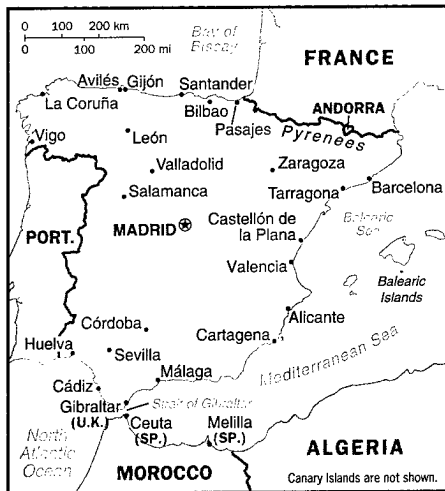 0 100 200 km
0 100 200 mi
Bay of
Biscay
FRANCE
Avilés Gijón
Santander
La Coruña
Bilbao
ANDORRA
Pasajes
Pyrenees
Vigo
León
Valladolid
Zaragoza
Salamanca
Tarragona
Barcelona
MADRID
Castellón de
la Plana
Balearic
Sea
PORT.
Valencia
Balearic
Islands
Alicante
Córdoba
Cartagena
Huelva
Sevilla
Mediterranean Sea
Málaga
Cádiz
Gibraltar
(U.K.)
Strait of Gibraltar
Ceuta
(SP.)
Melilla
(SP.)
North
Atlantic
Ocean
ALGERIA
MOROCCO
Canary Islands are not shown.